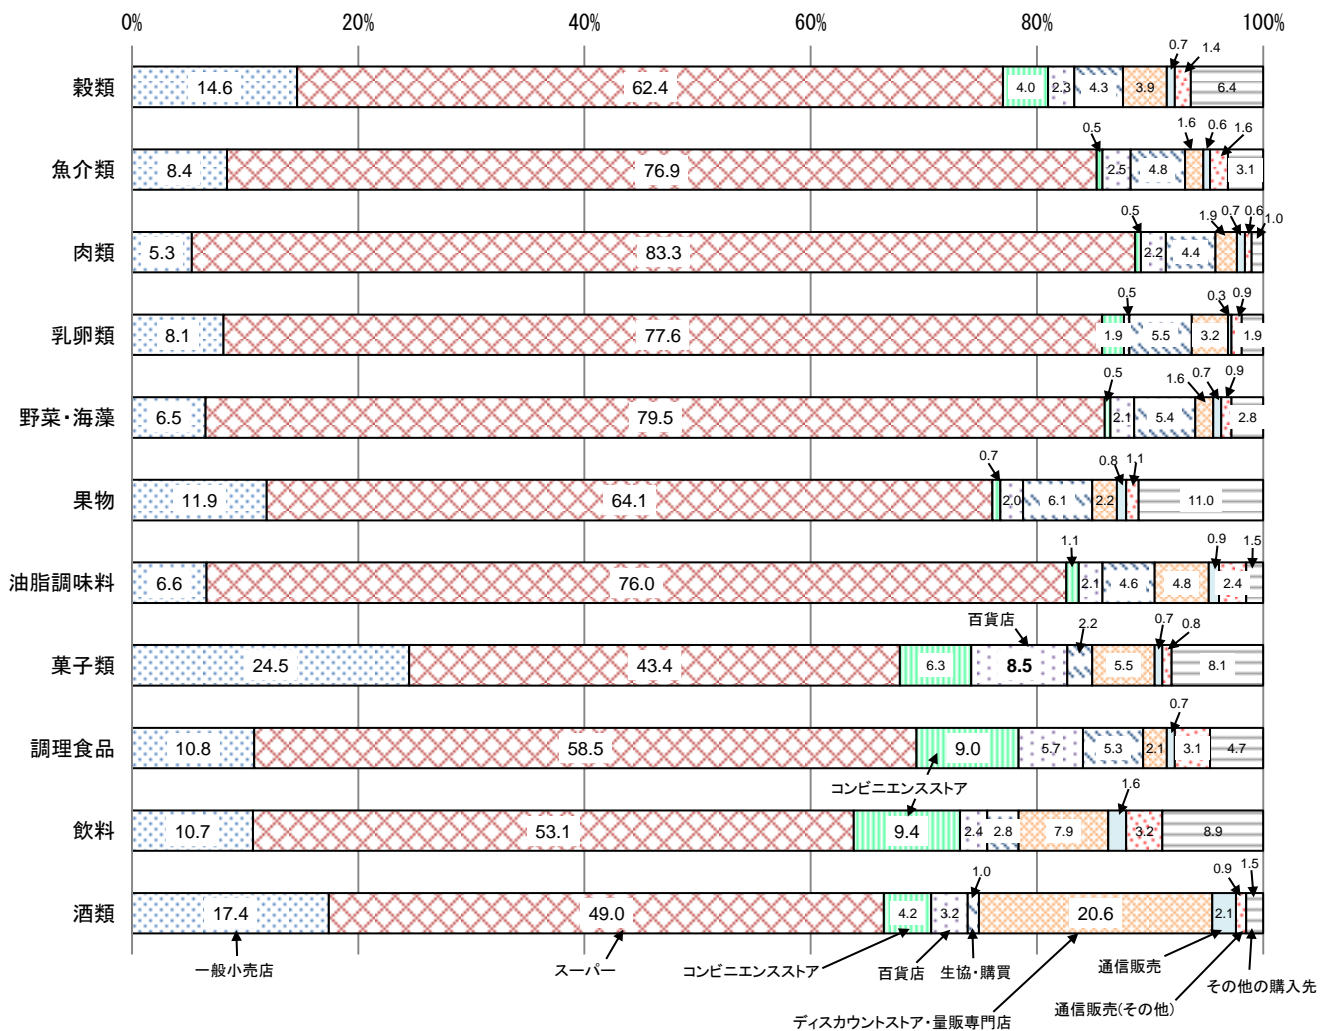 0% 20% 40% 60% 80% 100%
0.7 1.4
穀類 14.6 62.4 4.0 2.3 4.3 3.9 6.4
0.5 1.6 0.6 1.6
魚介類 8.4 76.9 2.5 4.8 3.1
0.5 1.9 0.7 0.6 1.0
肉類 5.3 83.3 2.2 4.4
0.5 0.3 0.9
乳卵類 8.1 77.6 1.9 5.5 3.2 1.9
0.5 1.6 0.7 0.9
野菜・海藻 6.5 79.5 2.1 5.4 2.8
0.7 0.8 1.1
果物 11.9 64.1 2.0 6.1 2.2 11.0
1.1 0.9 1.5
油脂調味料 6.6 76.0 2.1 4.6 4.8 2.4
百貨店 2.2 0.7 0.8
菓子類 24.5 43.4 6.3 8.5 5.5 8.1
0.7
調理食品 10.8 58.5 9.0 5.7 5.3 2.1 3.1 4.7
コンビニエンスストア 1.6
飲料 10.7 53.1 9.4 2.4 2.8 7.9 3.2 8.9
1.0 0.9 1.5
酒類 17.4 49.0 4.2 3.2 20.6 2.1
一般小売店 スーパー コンビニエンスストア 百貨店 生協・購買 通信販売
その他の購入先
通信販売(その他)
ディスカウントストア・量販専門店